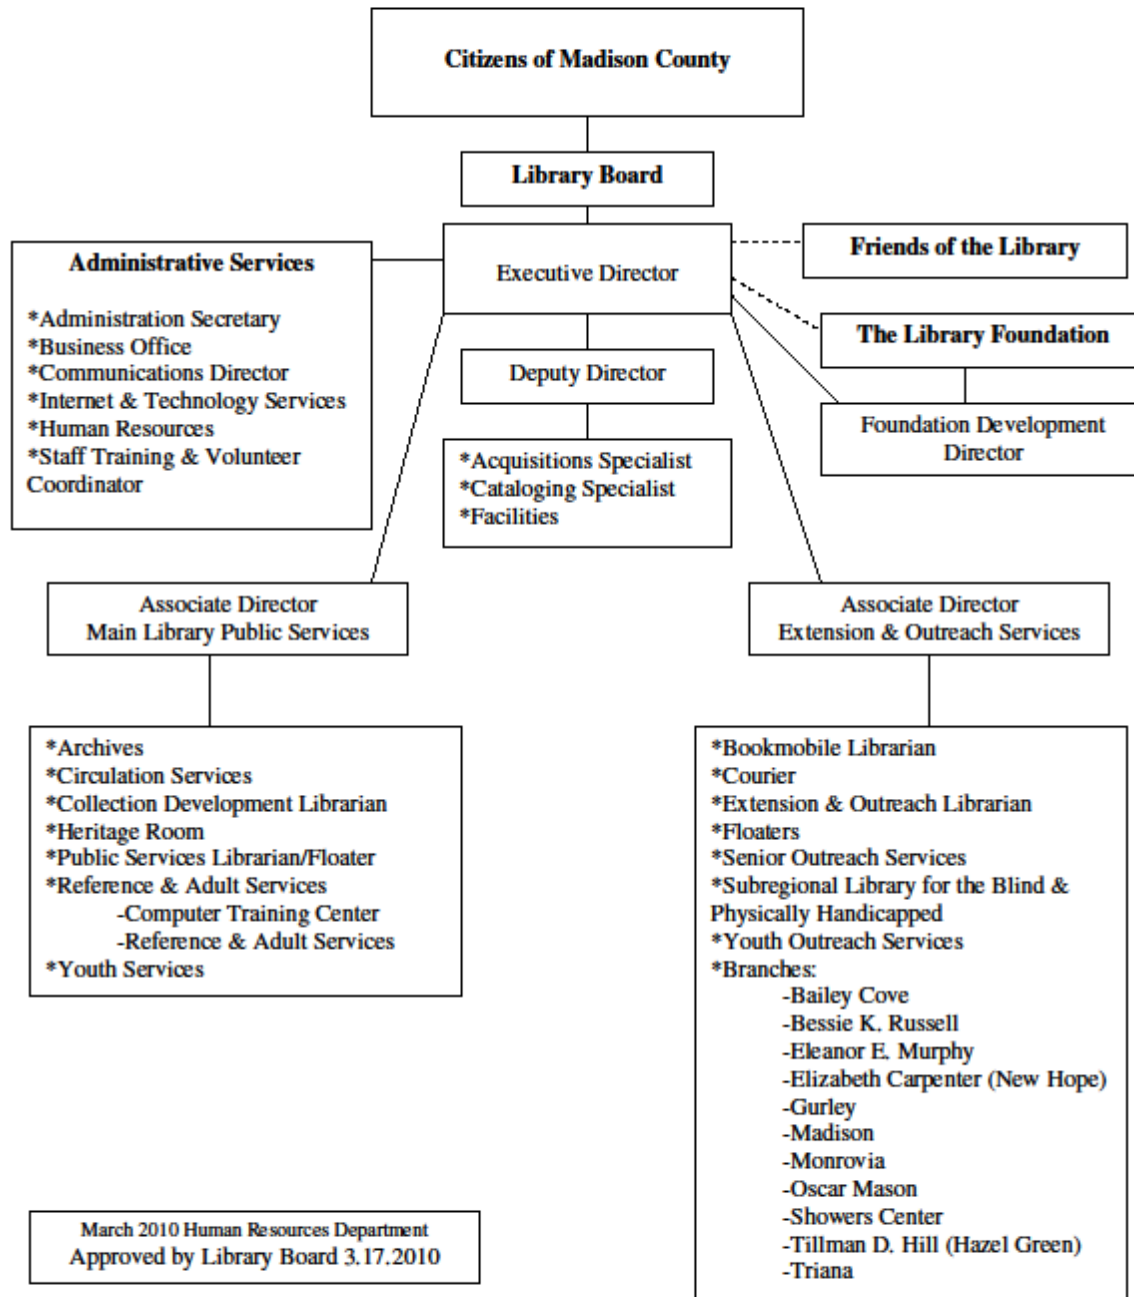 Citizens of Madison County
Library Board
Executive Director
Friends of the Library
Administrative Services
*Administration Secretary
*Business Office
*Communications Director
*Internet & Technology Services
*Human Resources
*Staff Training & Volunteer
Coordinator
The Library Foundation
Deputy Director
Foundation Development
Director
*Acquisitions Specialist
*Cataloging Specialist
*Facilities
Associate Director
Main Library Public Services
Associate Director
Extension & Outreach Services
*Archives
*Circulation Services
*Collection Development Librarian
*Heritage Room
*Public Services Librarian/Floater
*Reference & Adult Services
-Computer Training Center
-Reference & Adult Services
*Youth Services
*Bookmobile Librarian
*Courier
*Extension & Outreach Librarian
*Floaters
*Senior Outreach Services
*Subregional Library for the Blind &
Physically Handicapped
*Youth Outreach Services
*Branches:
-Bailey Cove
-Bessie K. Russell
-Eleanor E. Murphy
-Elizabeth Carpenter (New Hope)
-Gurley
-Madison
-Monrovia
-Oscar Mason
-Showers Center
-Tillman D. Hill (Hazel Green)
-Triana
March 2010 Human Resources Department
Approved by Library Board 3.17.2010